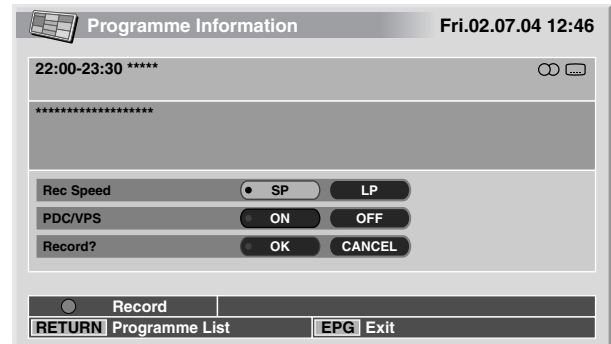 Programme Information Fri.02.07.04 12:46
22:00-23:30 *****
*******************
Rec Speed SP LP
PDC/VPS ON OFF
Record? OK CANCEL
Record
RETURN Programme List EPG Exit